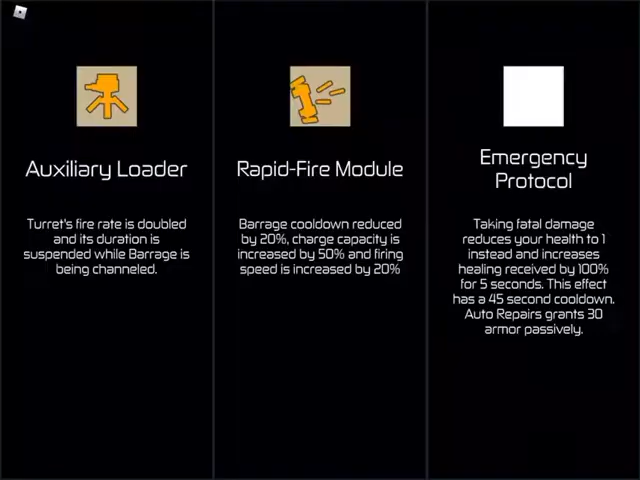 Auxiliary Loader
Turret's fire rate is doubled
and its duration is
suspended while Barrage is
being channeled.
Rapid-Fire Module
Barrage cooldown reduced
by 20%, charge capacity is
increased by 50% and firing
speed is increased by 20%
Emergency
Protocol
Taking fatal damage
reduces your health to 1
instead and increases
healing received by 100%
for 5 seconds. This effect
has a 45 second cooldown.
Auto Repairs grants 30
armor passively.